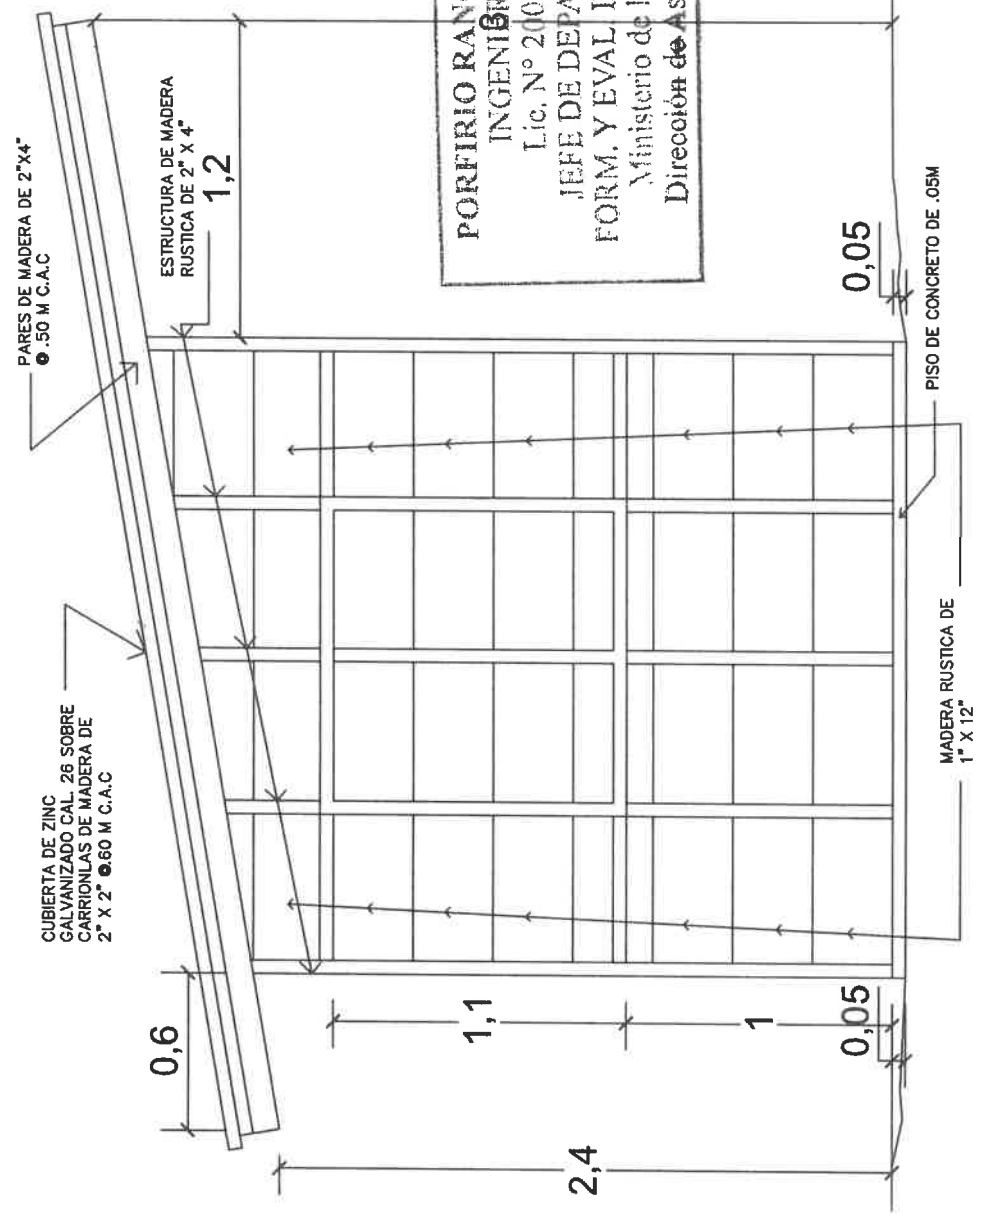 PARES DE MADERA DE 2"X4"
@ .50 M C.A.C
CUBIERTA DE ZINC
GALVANIZADO CAL. 26 SOBRE
CARRIONLAS DE MADERA DE
2" X 2" @.60 M C.A.C
ESTRUCTURA DE MADERA
RUSTICA DE 2" X 4"
1,2
0,6
3
PORFIRIO RAN
INGENI
Lic. N° 200
JEFE DE DEPA
FORM. Y EVAL.
Ministerio de
Dirección de As
1,1
1
0,05
2,4
0,05
PISO DE CONCRETO DE .05M
MADERA RUSTICA DE
1" X 12"